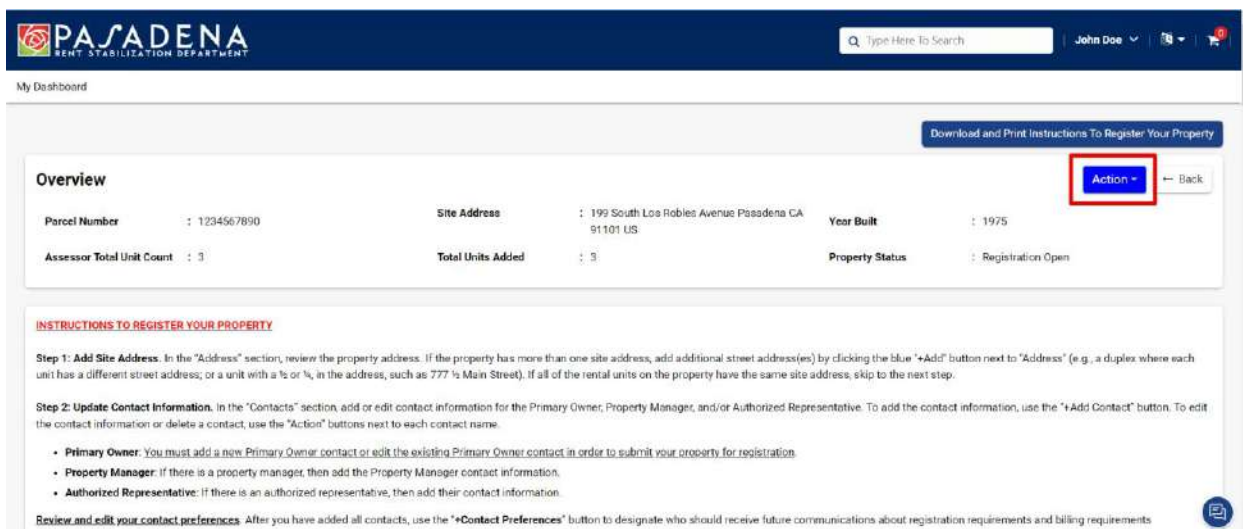 PASADENA
RENT STABILIZATION DEPARTMENT
Type Here To Search
John Doe
0
My Dashboard
Download and Print Instructions To Register Your Property
Overview
Action
← Back
Parcel Number : 1234567890
Site Address : 199 South Los Robles Avenue Pasadena CA
91101 US
Year Built : 1975
Assessor Total Unit Count : 3
Total Units Added : 3
Property Status : Registration Open
INSTRUCTIONS TO REGISTER YOUR PROPERTY
Step 1: Add Site Address. In the "Address" section, review the property address. If the property has more than one site address, add additional street address(es) by clicking the blue "+Add" button next to "Address" (e.g., a duplex where each
unit has a different street address; or a unit with a ½ or ¼, in the address, such as 777 ½ Main Street). If all of the rental units on the property have the same site address, skip to the next step.
Step 2: Update Contact Information. In the "Contacts" section, add or edit contact information for the Primary Owner, Property Manager, and/or Authorized Representative. To add the contact information, use the "+Add Contact" button. To edit
the contact information or delete a contact, use the "Action" buttons next to each contact name.
• Primary Owner: You must add a new Primary Owner contact or edit the existing Primary Owner contact in order to submit your property for registration.
• Property Manager: If there is a property manager, then add the Property Manager contact information.
• Authorized Representative: If there is an authorized representative, then add their contact information.
Review and edit your contact preferences. After you have added all contacts, use the "+Contact Preferences" button to designate who should receive future communications about registration requirements and billing requirements